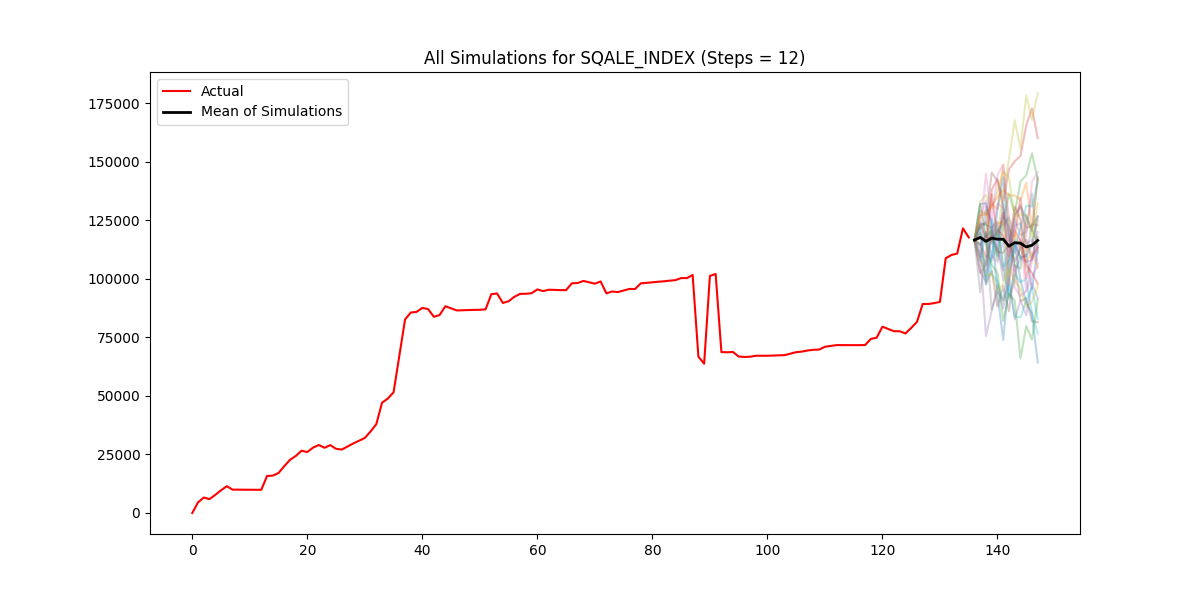 All Simulations for SQALE_INDEX (Steps = 12)
Actual
Mean of Simulations
175000
150000
125000
100000
75000
50000
25000
0
0 20 40 60 80 100 120 140